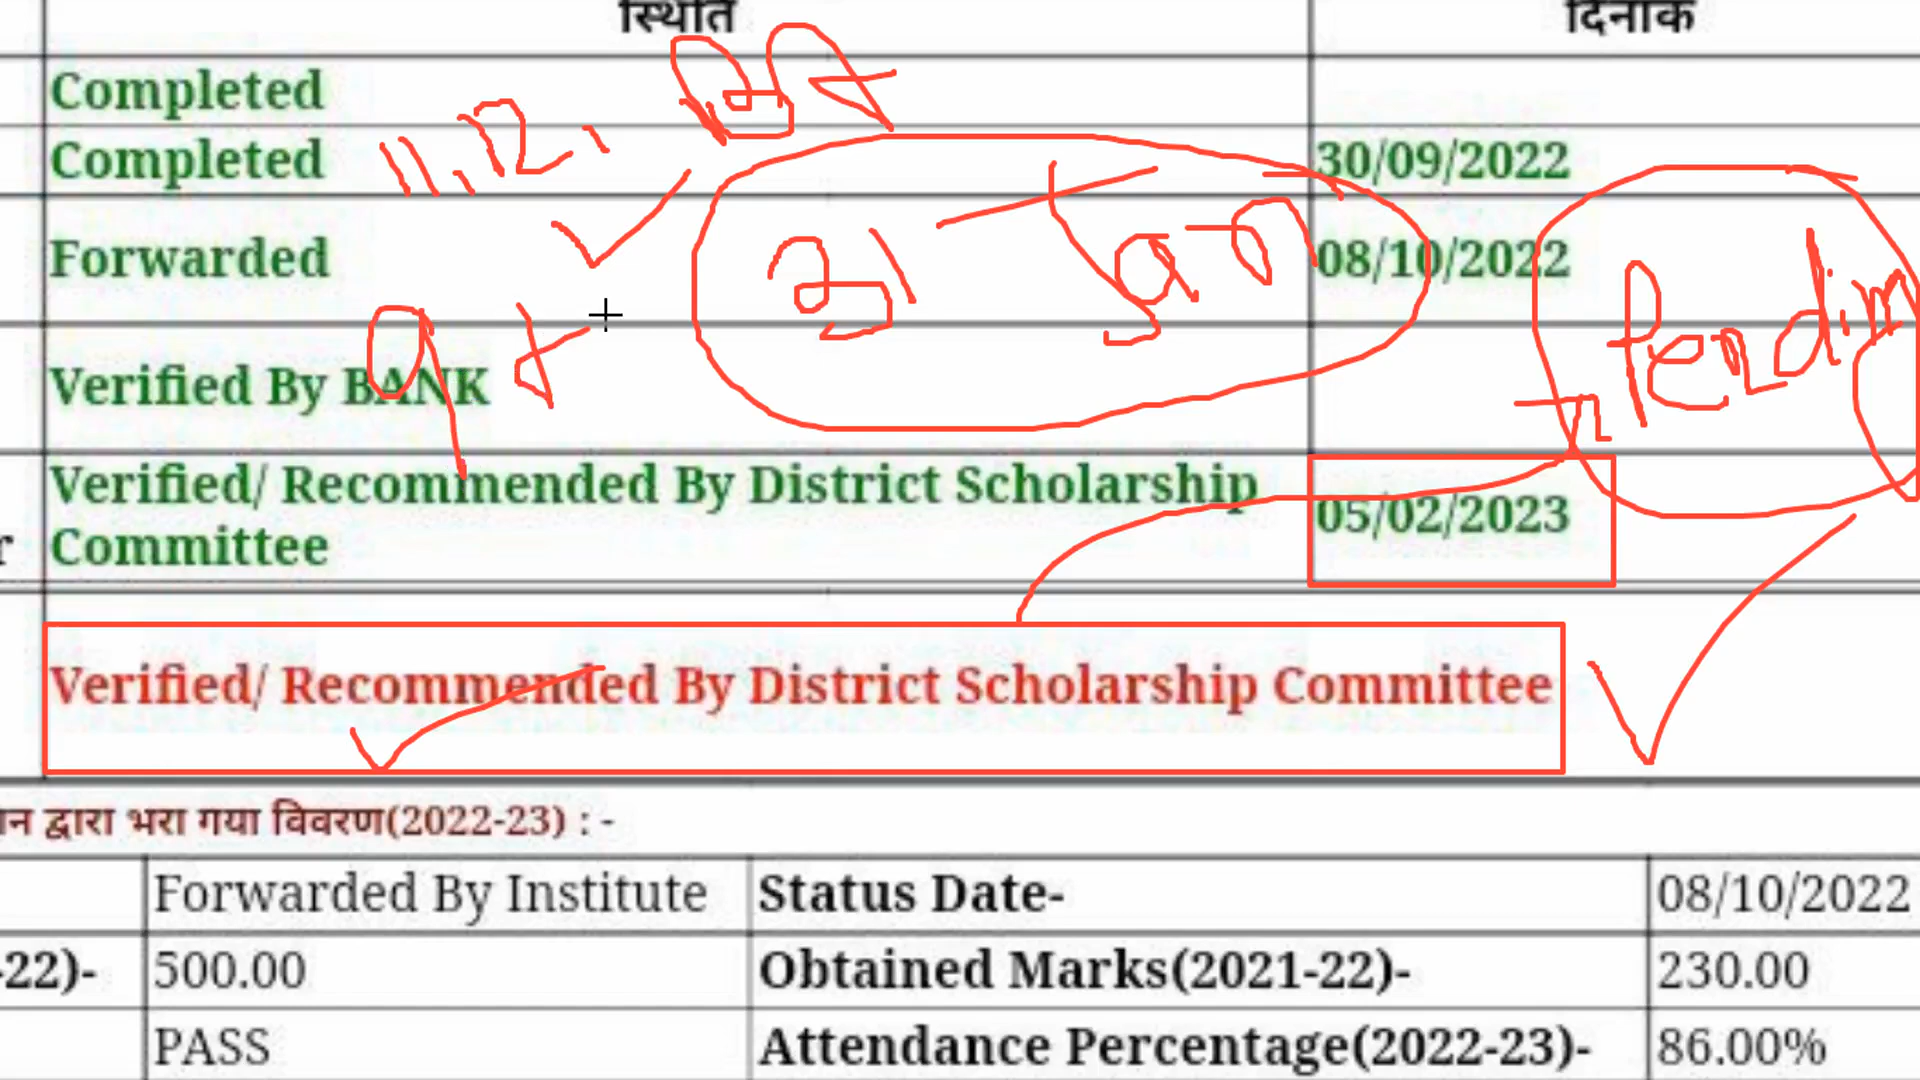 स्थिति दिनांक
Completed
11,12,
Completed 30/09/2022
21 Jan
Forwarded 08/10/2022
Pendin
Verified By BANK
Verified/ Recommended By District Scholarship
05/02/2023
Committee
Verified/ Recommended By District Scholarship Committee
द्वारा भरा गया विवरण(2022-23) : -
Forwarded By Institute Status Date- 08/10/2022
-22)- 500.00 Obtained Marks(2021-22)- 230.00
PASS Attendance Percentage(2022-23)- 86.00%